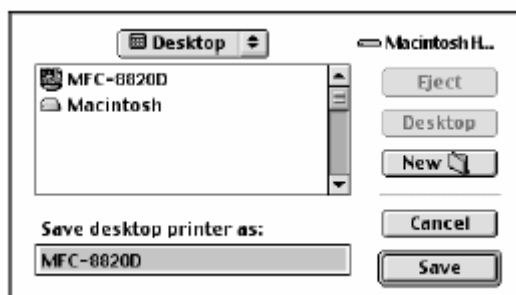 Desktop
Macintosh H...
MFC-8820D
Macintosh
Eject
Desktop
New
Save desktop printer as:
MFC-8820D
Cancel
Save